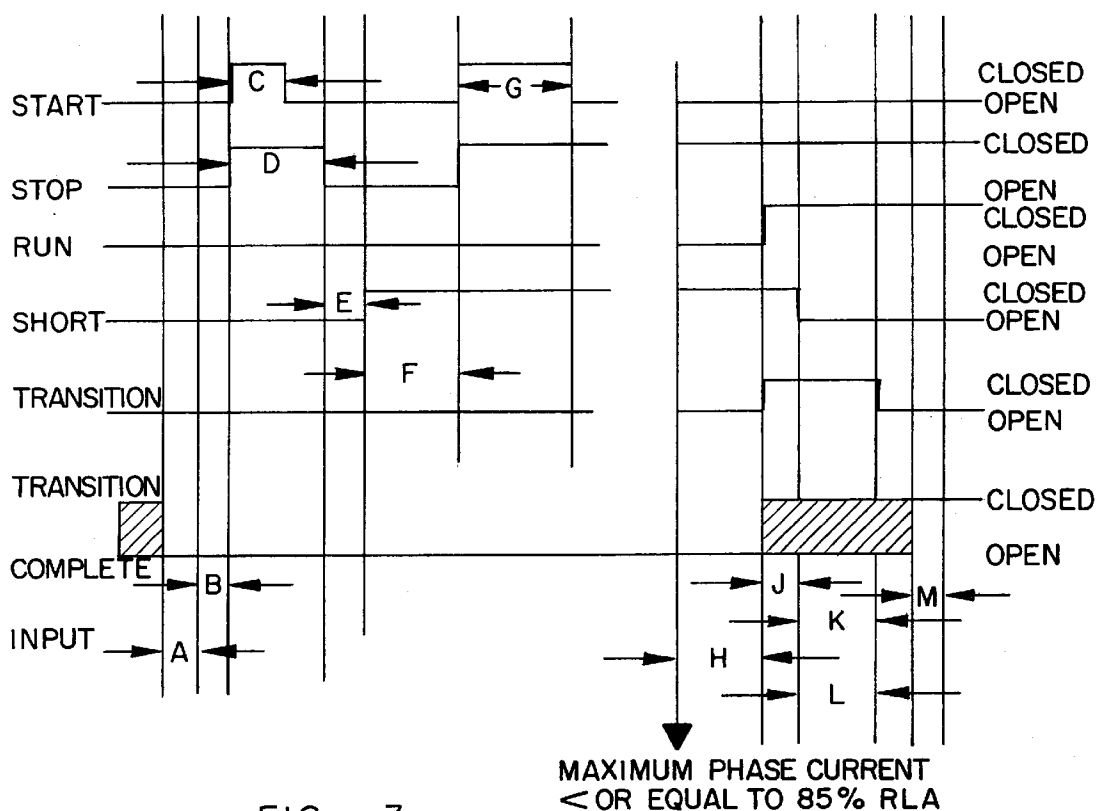 CLOSED
START C G OPEN
CLOSED
D
STOP OPEN
CLOSED
RUN OPEN
E CLOSED
SHORT OPEN
F CLOSED
TRANSITION OPEN
TRANSITION CLOSED
COMPLETE OPEN
B J M
INPUT A K
H
L
MAXIMUM PHASE CURRENT
< OR EQUAL TO 85% RLA